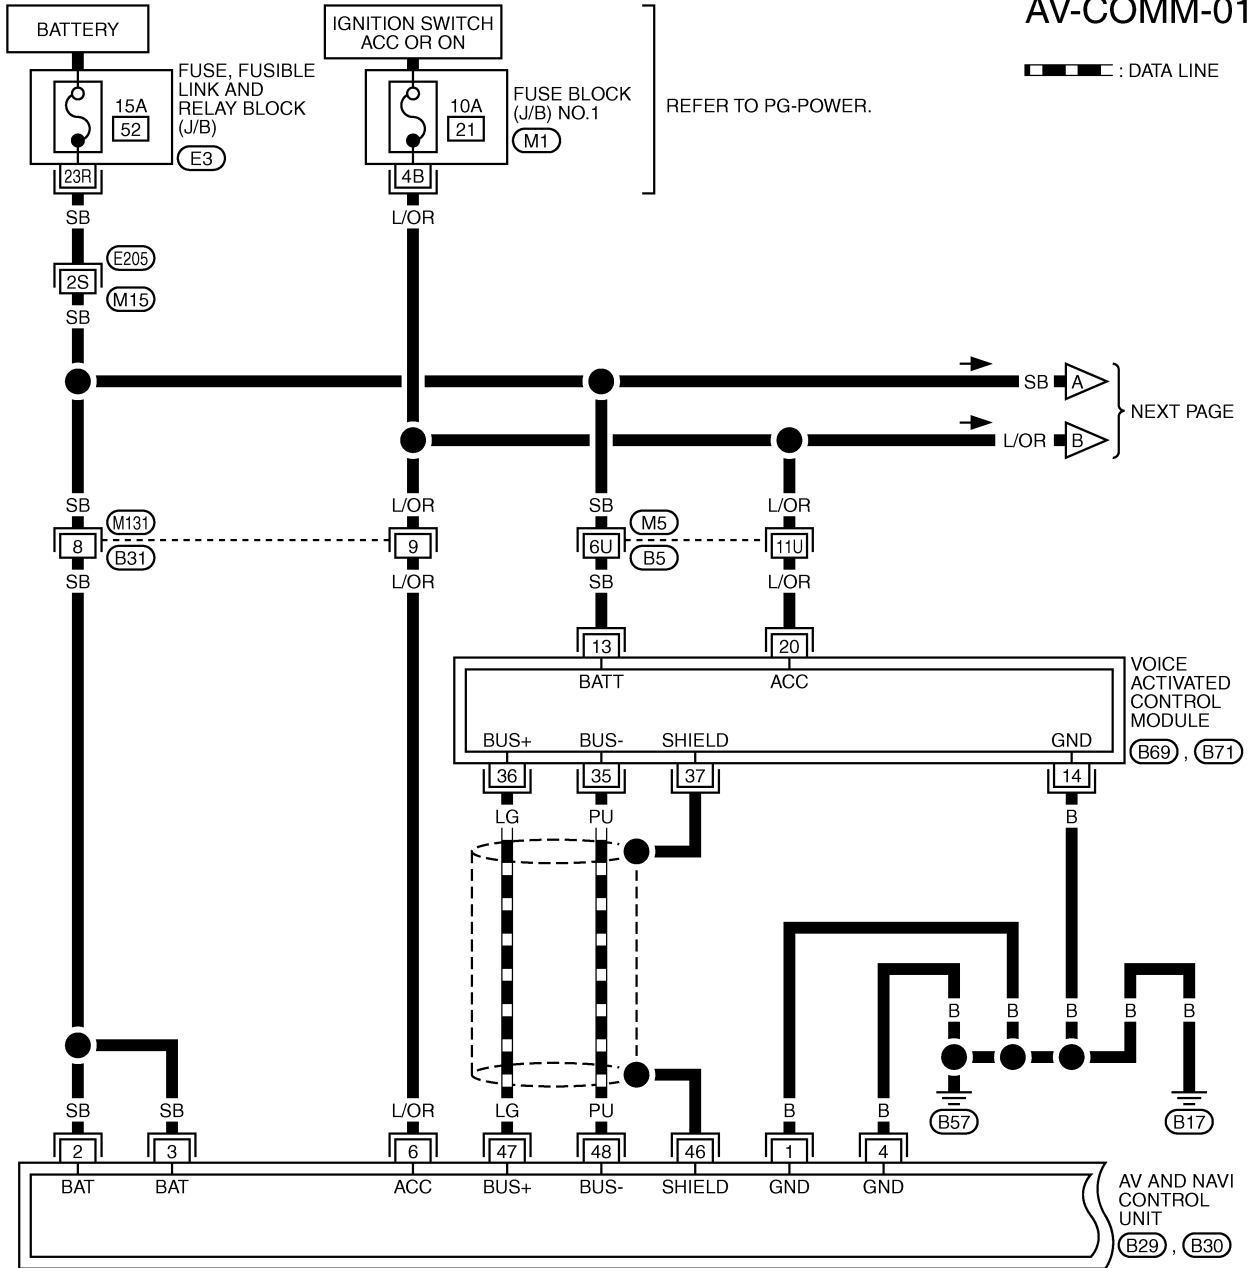 AV-COMM-01
BATTERY
IGNITION SWITCH
ACC OR ON
: DATA LINE
15A
52
FUSE, FUSIBLE
LINK AND
RELAY BLOCK
(J/B)
E3
10A
21
FUSE BLOCK
(J/B) NO.1
M1
REFER TO PG-POWER.
23R
4B
SB
L/OR
E205
2S
M15
SB
SB
A
NEXT PAGE
L/OR
B
SB
L/OR
SB
L/OR
8
M131
B31
9
6U
M5
B5
11U
SB
L/OR
SB
L/OR
13
20
BATT
ACC
VOICE
ACTIVATED
CONTROL
MODULE
B69 , B71
BUS+
BUS-
SHIELD
GND
36
35
37
14
LG
PU
B
B
B
B
B
B
B57
B17
SB
SB
L/OR
LG
PU
B
B
2
3
6
47
48
46
1
4
BAT
BAT
ACC
BUS+
BUS-
SHIELD
GND
GND
AV AND NAVI
CONTROL
UNIT
B29 , B30